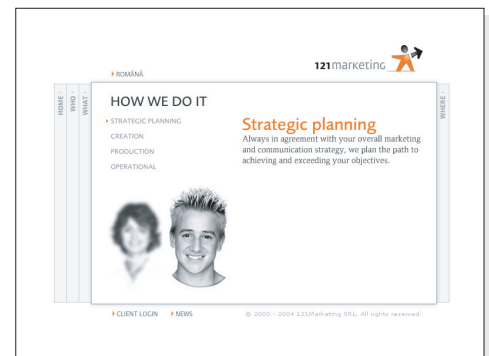 121marketing
ROMÂNĂ
HOME -
WHO -
WHAT -
WHERE -
HOW WE DO IT
STRATEGIC PLANNING
CREATION
PRODUCTION
OPERATIONAL
Strategic planning
Always in agreement with your overall marketing
and communication strategy, we plan the path to
achieving and exceeding your objectives.
CLIENT LOGIN
NEWS
© 2000 - 2004 121Marketing SRL. All rights reserved.